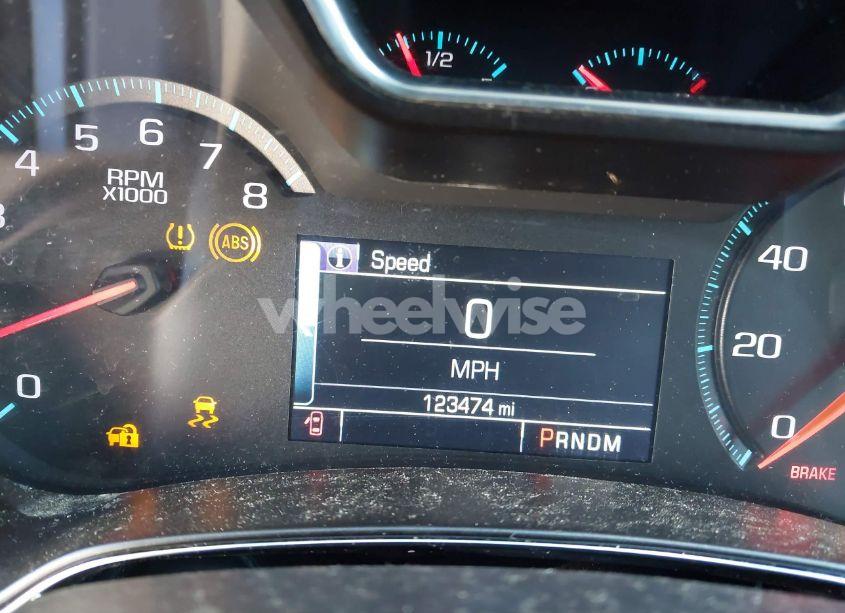 1/2
4 5 6 7 8
RPM
X1000
ABS
0
Speed
0
MPH
123474 mi
PRNDM
40
20
0
BRAKE
wheelwise